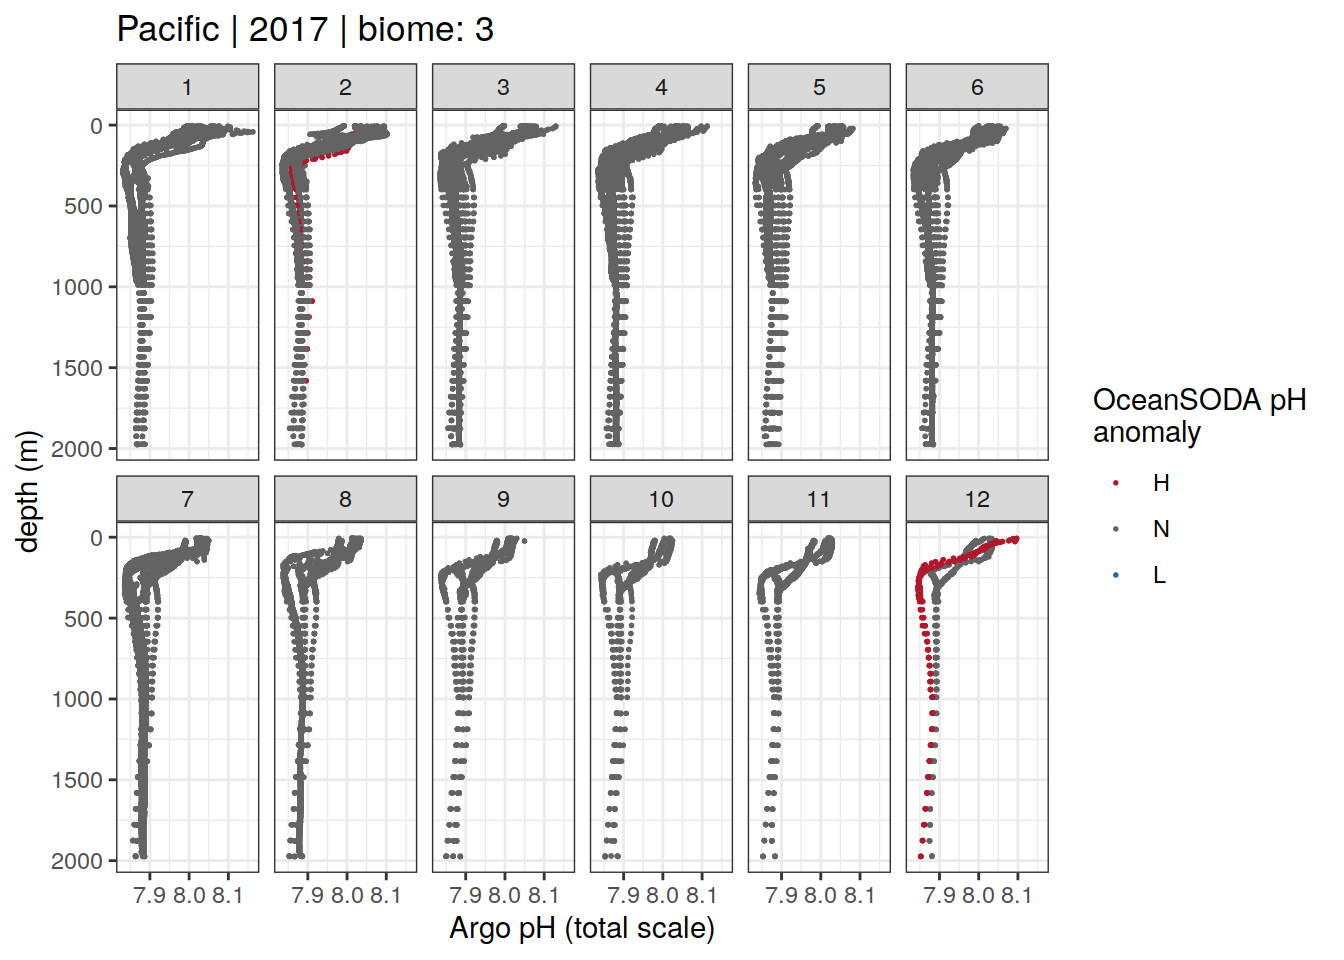 Pacific | 2017 | biome: 3
1 2 3 4 5 6
0
500
1000
1500
2000
7 8 9 10 11 12
0
500
1000
1500
2000
7.9 8.0 8.1 7.9 8.0 8.1 7.9 8.0 8.1 7.9 8.0 8.1 7.9 8.0 8.1 7.9 8.0 8.1
Argo pH (total scale)
depth (m)
OceanSODA pH
anomaly
H
N
L